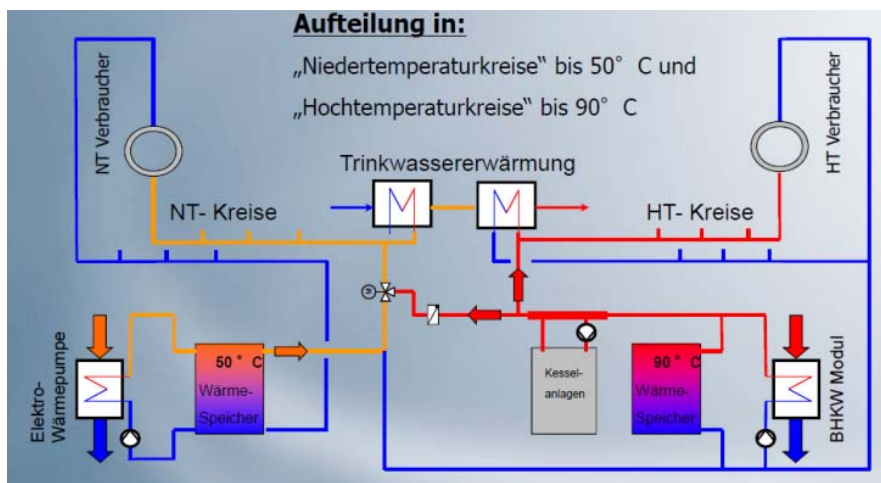 Aufteilung in:
„Niedertemperaturkreise“ bis 50° C und
„Hochtemperaturkreise“ bis 90° C
NT Verbraucher
HT Verbraucher
Trinkwassererwärmung
NT- Kreise
HT- Kreise
M
Elektro-
Wärmepumpe
50 ° C
Wärme-
Speicher
Kessel-
anlagen
90 ° C
Wärme-
Speicher
BHKW Modul